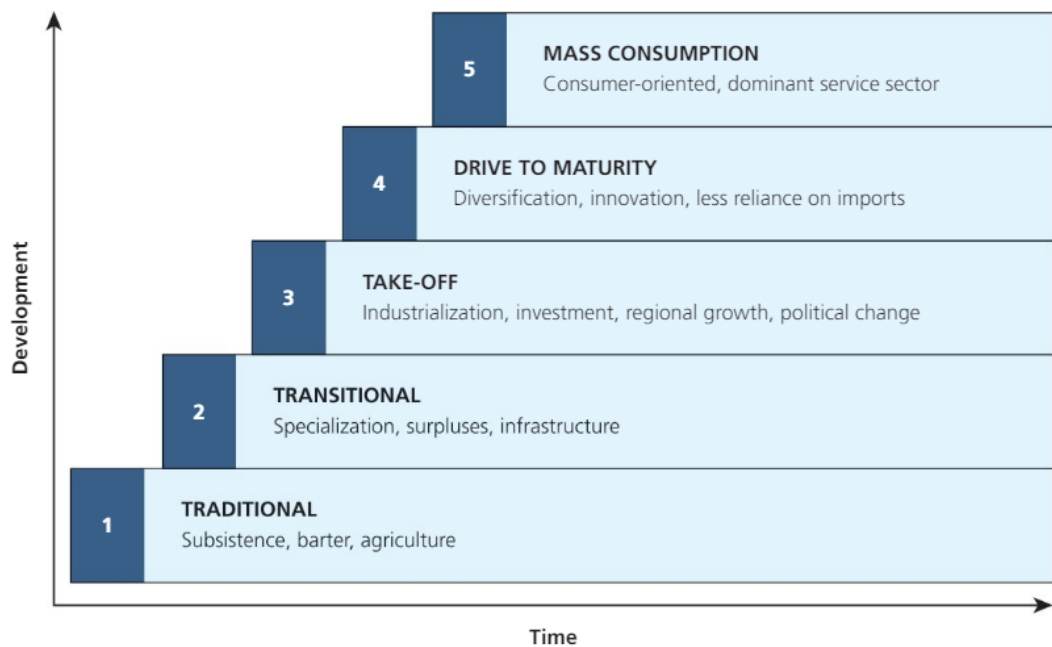 Development
5
MASS CONSUMPTION
Consumer-oriented, dominant service sector
4
DRIVE TO MATURITY
Diversification, innovation, less reliance on imports
3
TAKE-OFF
Industrialization, investment, regional growth, political change
2
TRANSITIONAL
Specialization, surpluses, infrastructure
1
TRADITIONAL
Subsistence, barter, agriculture
Time